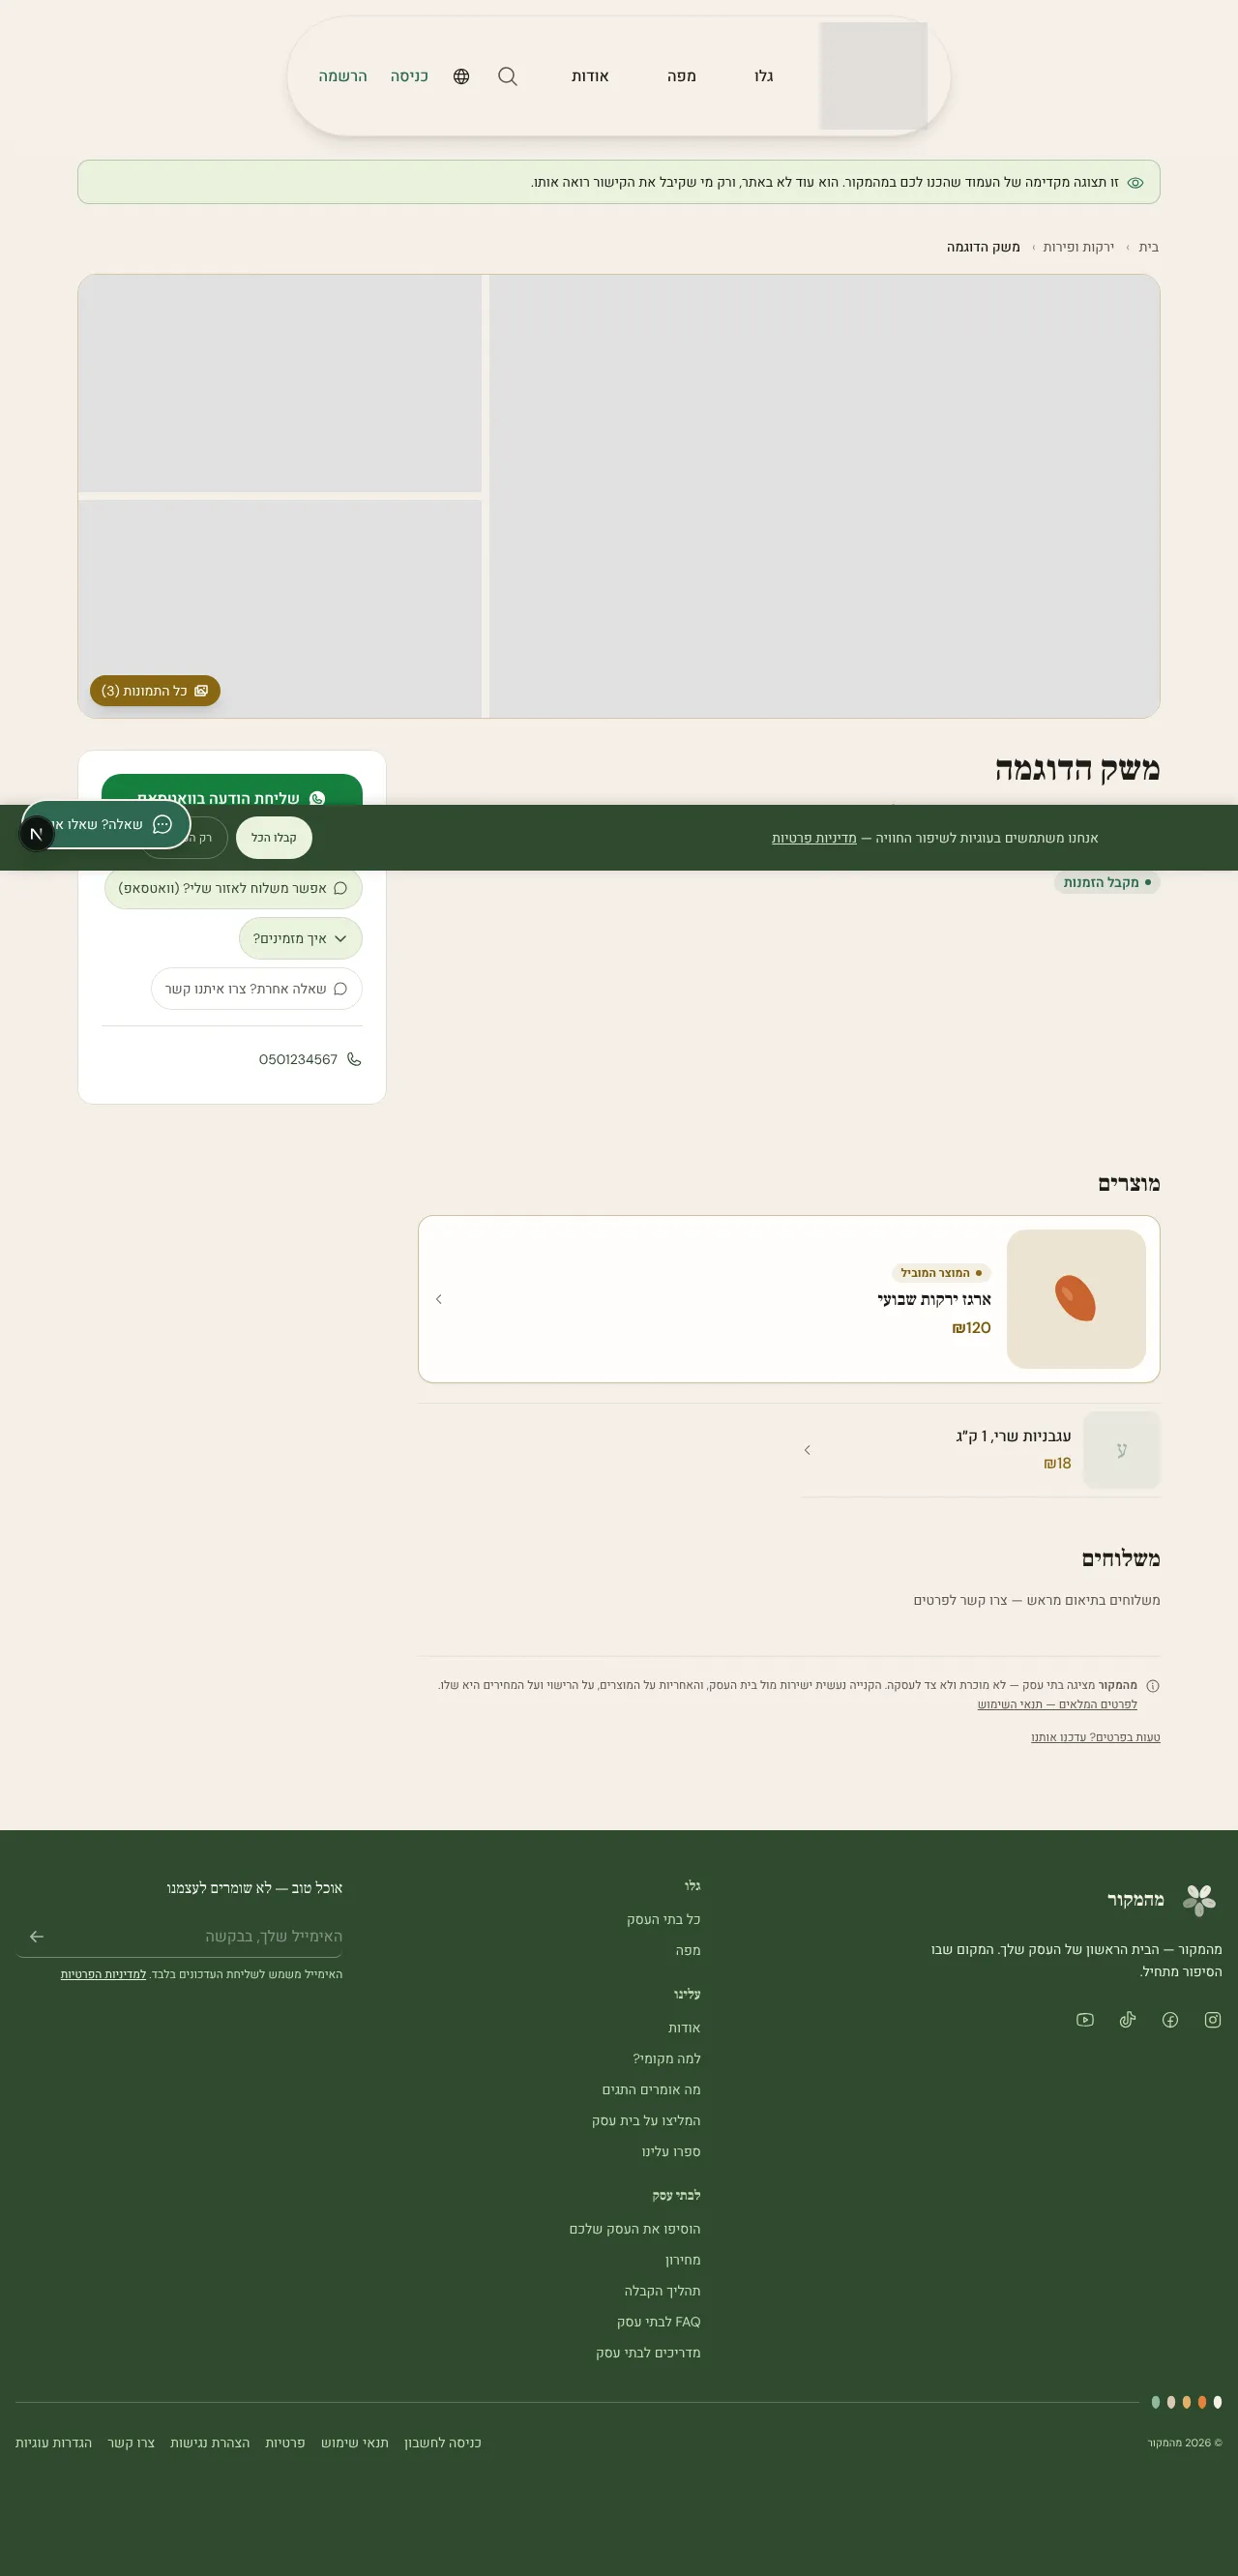 גלו
מפה
אודות
כניסה
הרשמה
זו תצוגה מקדימה של העמוד שהכנו לכם במהמקור. הוא עוד לא באתר, ורק מי שקיבל את הקישור רואה אותו.
בית › ירקות ופירות › משק הדוגמה
כל התמונות (3)
משק הדוגמה
שליחת הודעה בוואטסאפ
אנחנו משתמשים בעוגיות לשיפור החוויה — מדיניות פרטיות
קבלו הכל
רק
שאלה? שאלו
N
מקבל הזמנות
אפשר משלוח לאזור שלי? (וואטסאפ)
איך מזמינים?
שאלה אחרת? צרו איתנו קשר
0501234567
מוצרים
המוצר המוביל
ארגז ירקות שבועי
₪120
ע
עגבניות שרי, 1 ק״ג
₪18
משלוחים
משלוחים בתיאום מראש — צרו קשר לפרטים
מהמקור מציגה בתי עסק — לא מוכרת ולא צד לעסקה. הקנייה נעשית ישירות מול בית העסק, והאחריות על המוצרים, על הרישוי ועל המחירים היא שלו.
לפרטים המלאים — תנאי השימוש
טעות בפרטים? עדכנו אותנו
מהמקור
מהמקור — הבית הראשון של העסק שלך. המקום שבו
הסיפור מתחיל.
גלו
כל בתי העסק
מפה
עלינו
אודות
למה מקומי?
מה אומרים התגים
המליצו על בית עסק
ספרו עלינו
לבתי עסק
הוסיפו את העסק שלכם
מחירון
תהליך הקבלה
FAQ לבתי עסק
מדריכים לבתי עסק
אוכל טוב — לא שומרים לעצמנו
האימייל שלך, בבקשה
האימייל משמש לשליחת העדכונים בלבד. למדיניות הפרטיות
© 2026 מהמקור
כניסה לחשבון
תנאי שימוש
פרטיות
הצהרת נגישות
צרו קשר
הגדרות עוגיות